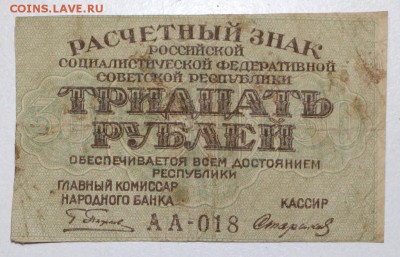 COINS.LAVE.RU
РАСЧЕТНЫЙ ЗНАК
РОССИЙСКОЙ
СОЦИАЛИСТИЧЕСКОЙ ФЕДЕРАТИВНОЙ
СОВЕТСКОЙ РЕСПУБЛИКИ
ТРИДЦАТЬ
РУБЛЕЙ
ОБЕСПЕЧИВАЕТСЯ ВСЕМ ДОСТОЯНИЕМ
РЕСПУБЛИКИ
ГЛАВНЫЙ КОМИССАР
НАРОДНОГО БАНКА
КАССИР
АА-018